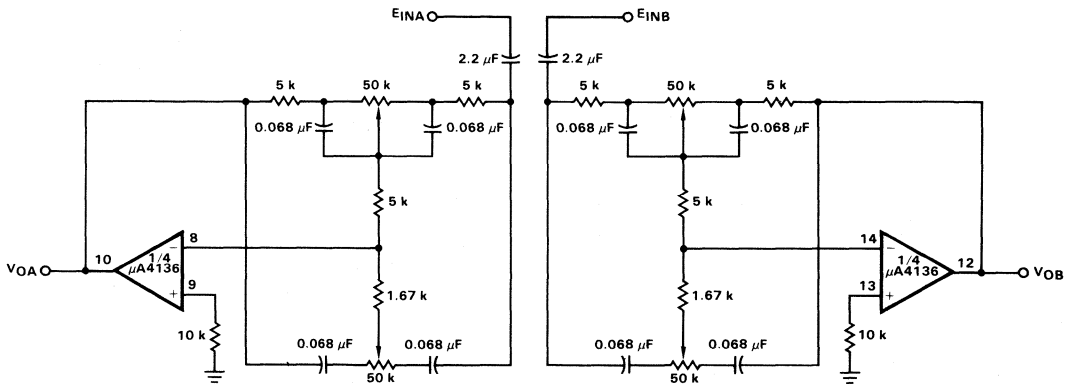 EINA
EINB
2.2 µF
2.2 µF
5 k
50 k
5 k
5 k
50 k
5 k
0.068 µF
0.068 µF
0.068 µF
0.068 µF
5 k
5 k
8
14
VOA
10
1/4
µA4136
−
+
9
1/4
µA4136
−
+
12
VOB
13
1.67 k
1.67 k
10 k
10 k
0.068 µF
0.068 µF
0.068 µF
0.068 µF
50 k
50 k